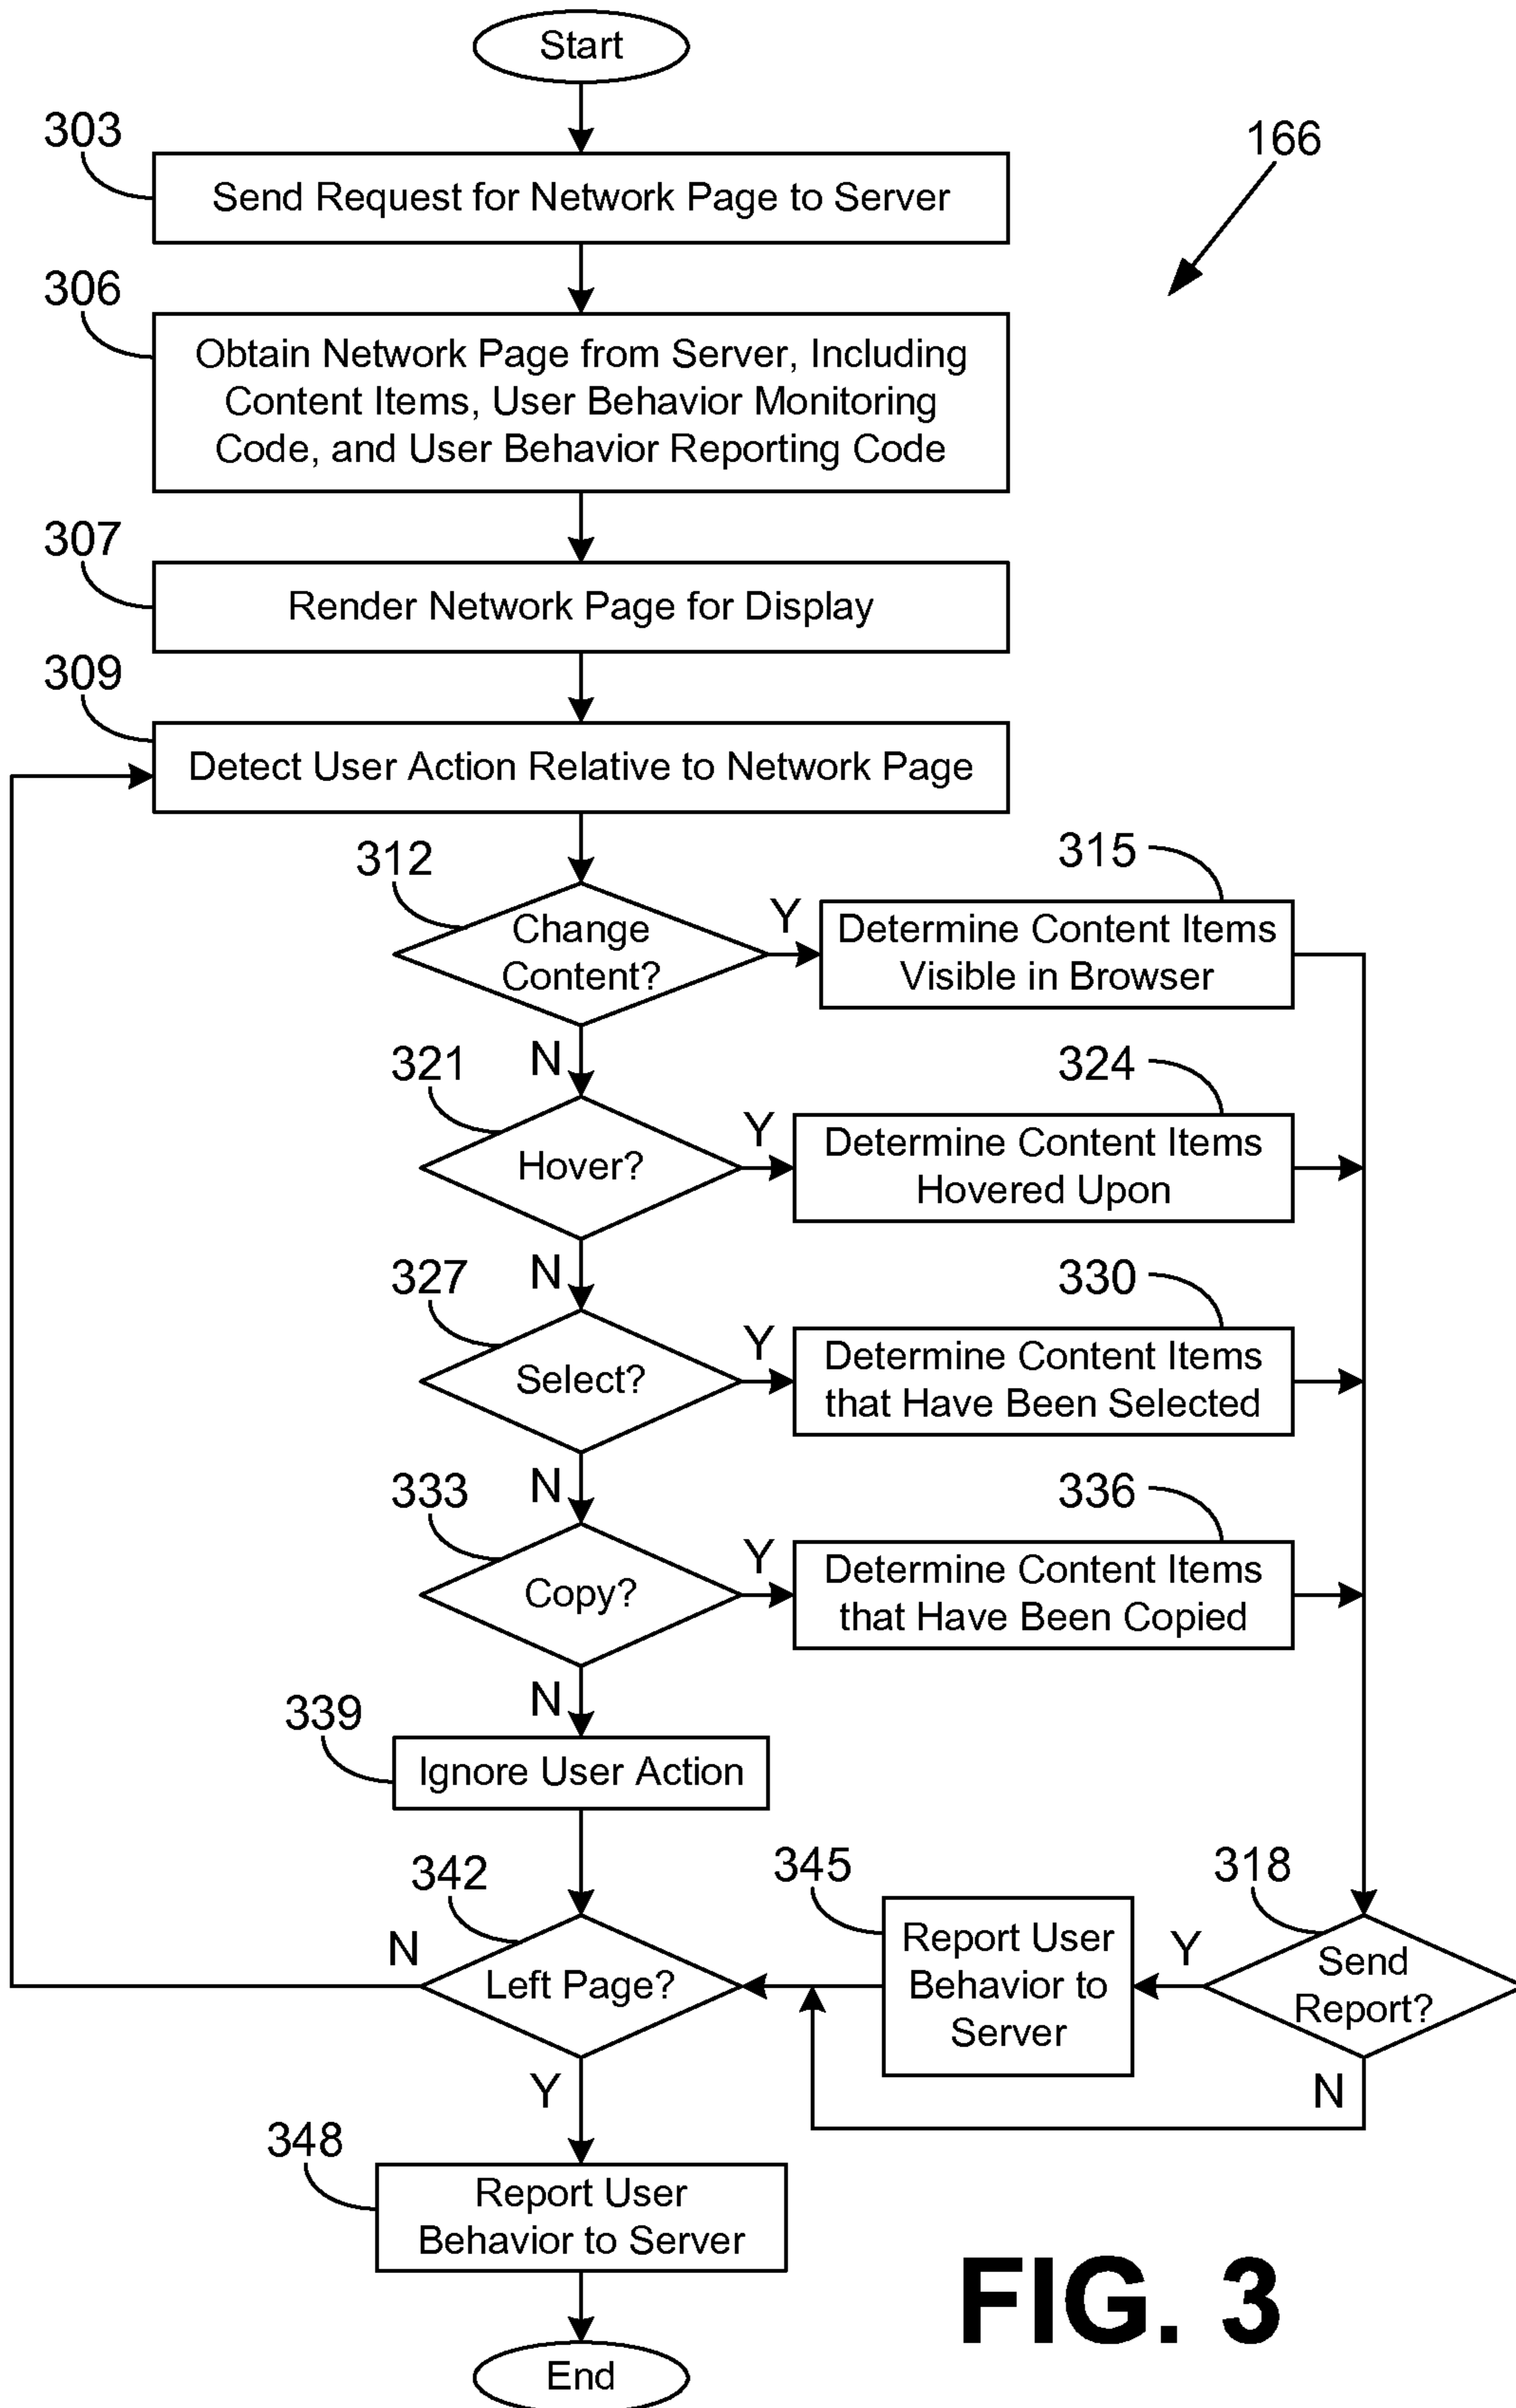 Start
303
166
Send Request for Network Page to Server
306
Obtain Network Page from Server, Including
Content Items, User Behavior Monitoring
Code, and User Behavior Reporting Code
307
Render Network Page for Display
309
Detect User Action Relative to Network Page
312
Change
Content?
Y
315
Determine Content Items
Visible in Browser
N
321
Hover?
Y
324
Determine Content Items
Hovered Upon
N
327
Select?
Y
330
Determine Content Items
that Have Been Selected
N
333
Copy?
Y
336
Determine Content Items
that Have Been Copied
N
339
Ignore User Action
342
Left Page?
N
345
Report User
Behavior to
Server
Y
318
Send
Report?
N
Y
348
Report User
Behavior to Server
End
FIG. 3